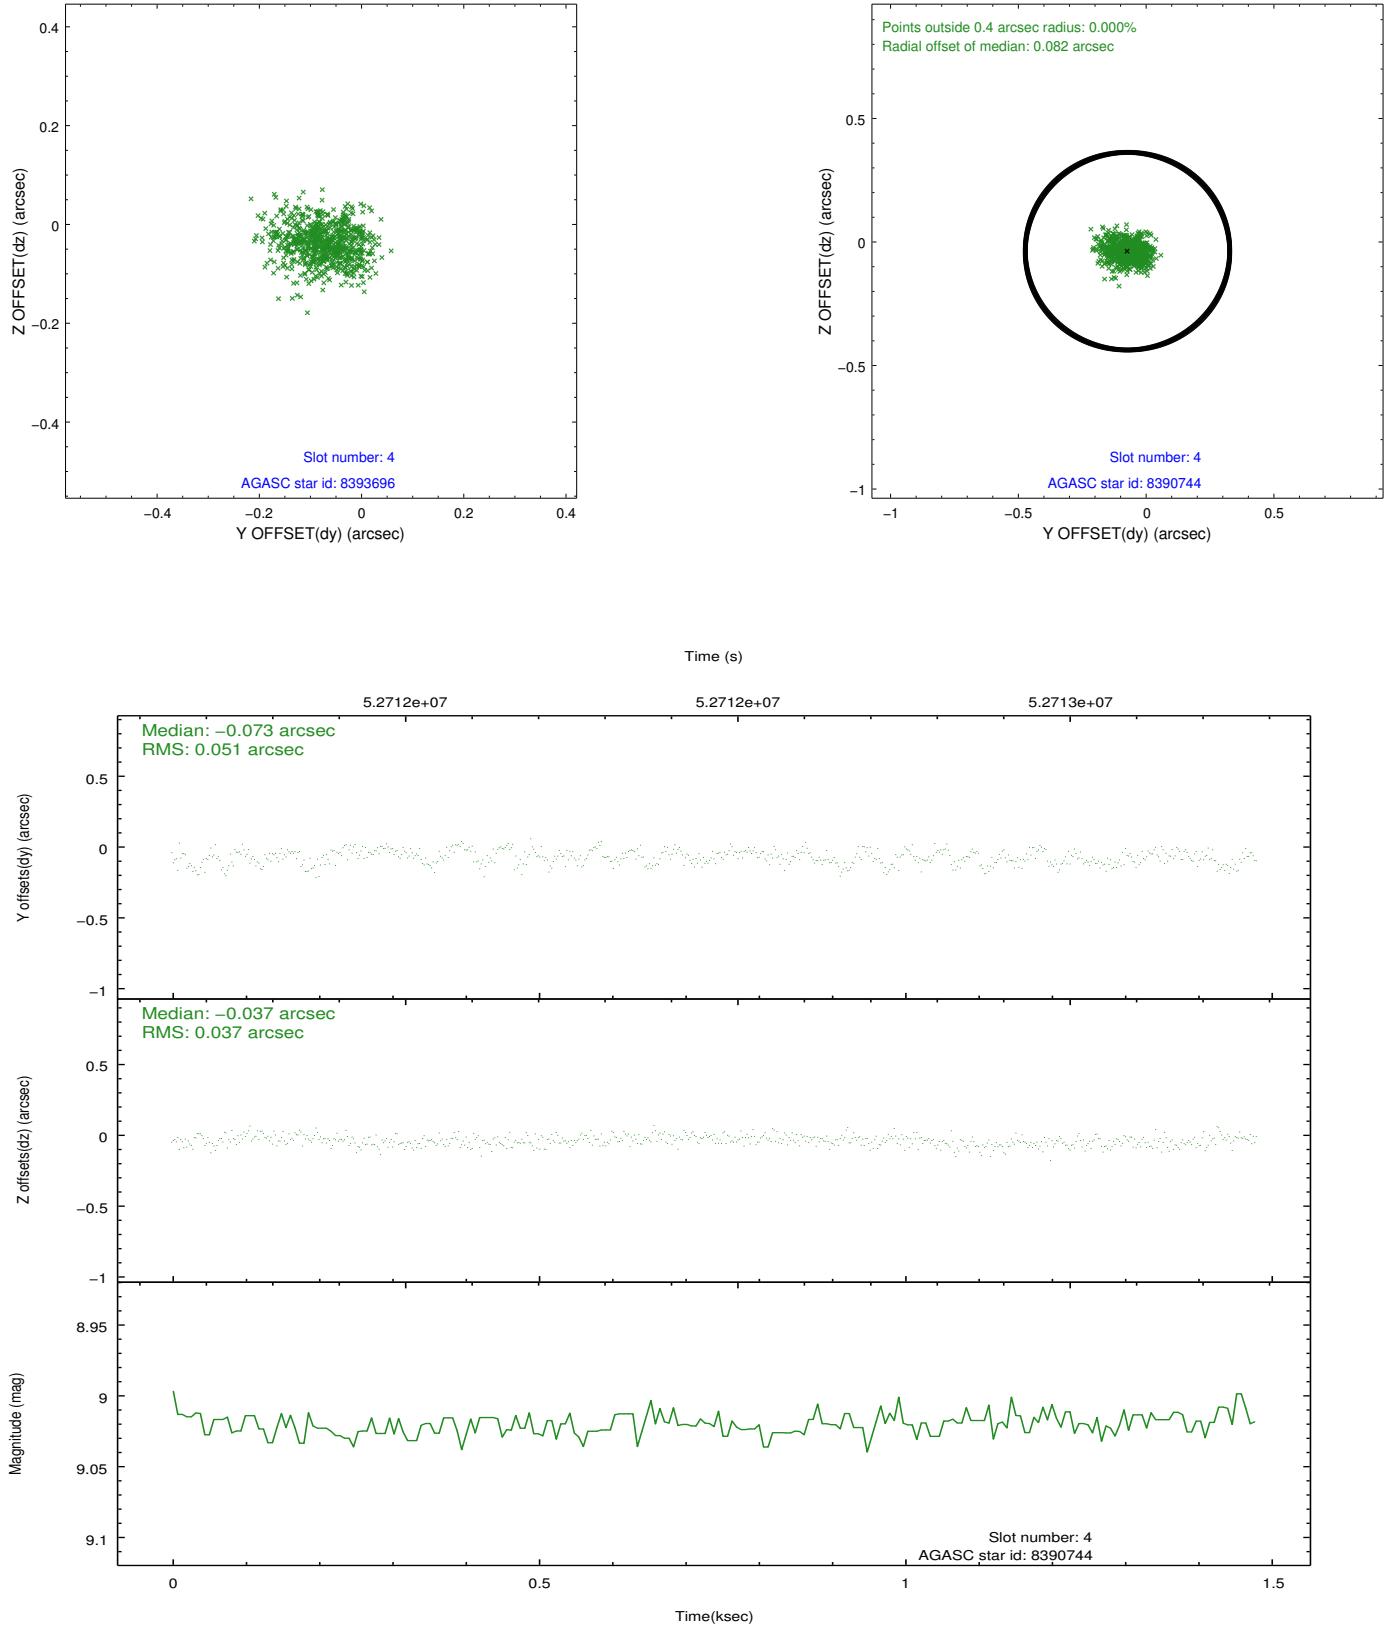 0.4
0.2
0
−0.2
−0.4
Z OFFSET(dz) (arcsec)
Slot number: 4
AGASC star id: 8393696
−0.4 −0.2 0 0.2 0.4
Y OFFSET(dy) (arcsec)
Points outside 0.4 arcsec radius: 0.000%
Radial offset of median: 0.082 arcsec
0.5
0
−0.5
−1
Z OFFSET(dz) (arcsec)
Slot number: 4
AGASC star id: 8390744
−1 −0.5 0 0.5
Y OFFSET(dy) (arcsec)
Time (s)
5.2712e+07 5.2712e+07 5.2713e+07
Median: −0.073 arcsec
RMS: 0.051 arcsec
0.5
0
−0.5
−1
Y offsets(dy) (arcsec)
Median: −0.037 arcsec
RMS: 0.037 arcsec
0.5
0
−0.5
−1
Z offsets(dz) (arcsec)
8.95
9
9.05
9.1
Magnitude (mag)
Slot number: 4
AGASC star id: 8390744
0 0.5 1 1.5
Time(ksec)